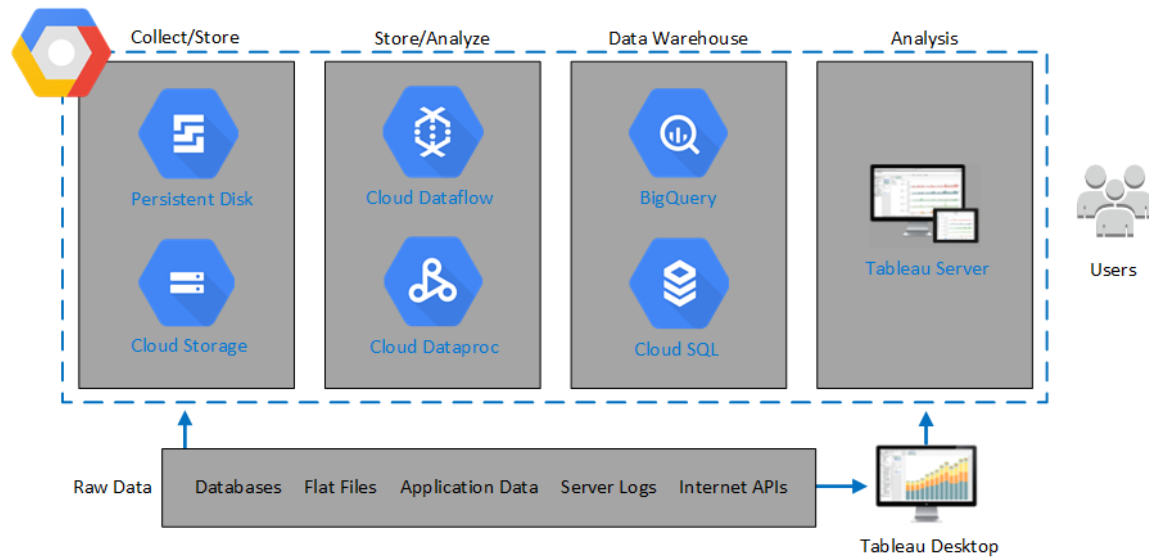 Collect/Store
Store/Analyze
Data Warehouse
Analysis
Persistent Disk
Cloud Dataflow
BigQuery
Tableau Server
Users
Cloud Storage
Cloud Dataproc
Cloud SQL
Raw Data
Databases
Flat Files
Application Data
Server Logs
Internet APIs
Tableau Desktop